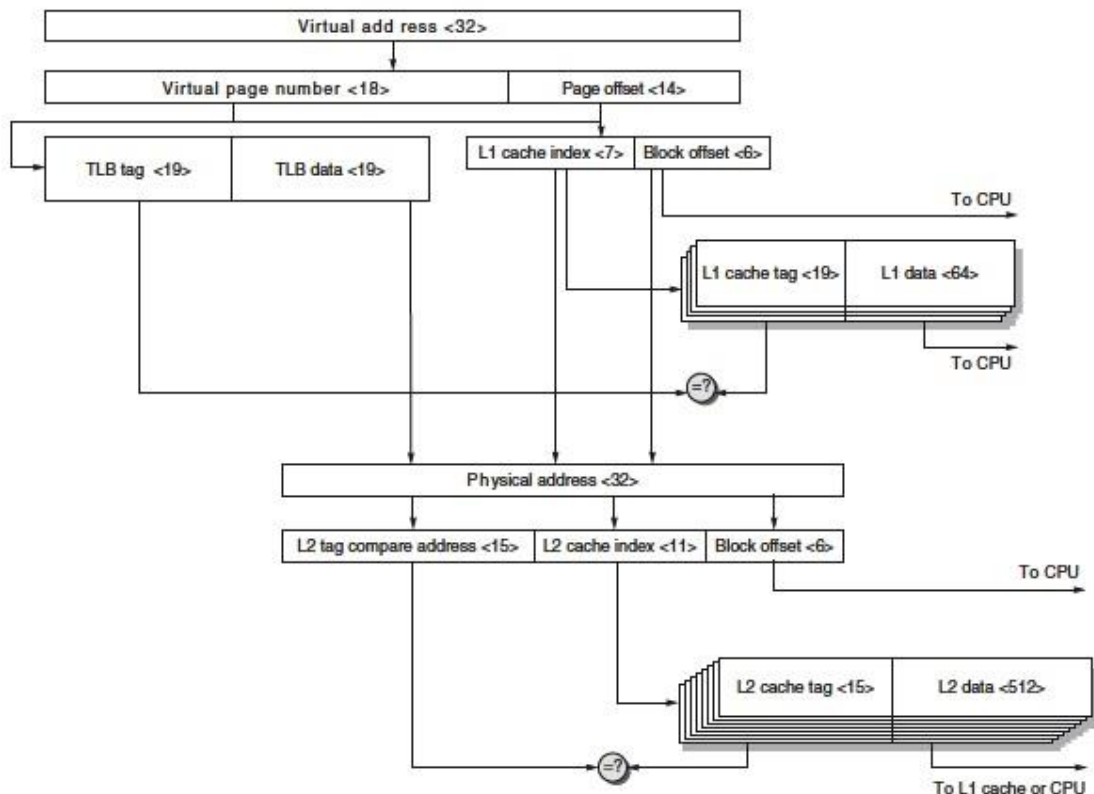 Virtual add ress <32>
Virtual page number <18>
Page offset <14>
L1 cache index <7>
Block offset <6>
TLB tag <19>
TLB data <19>
To CPU
L1 cache tag <19>
L1 data <64>
To CPU
=?
Physical address <32>
L2 tag compare address <15>
L2 cache index <11>
Block offset <6>
To CPU
L2 cache tag <15>
L2 data <512>
=?
To L1 cache or CPU